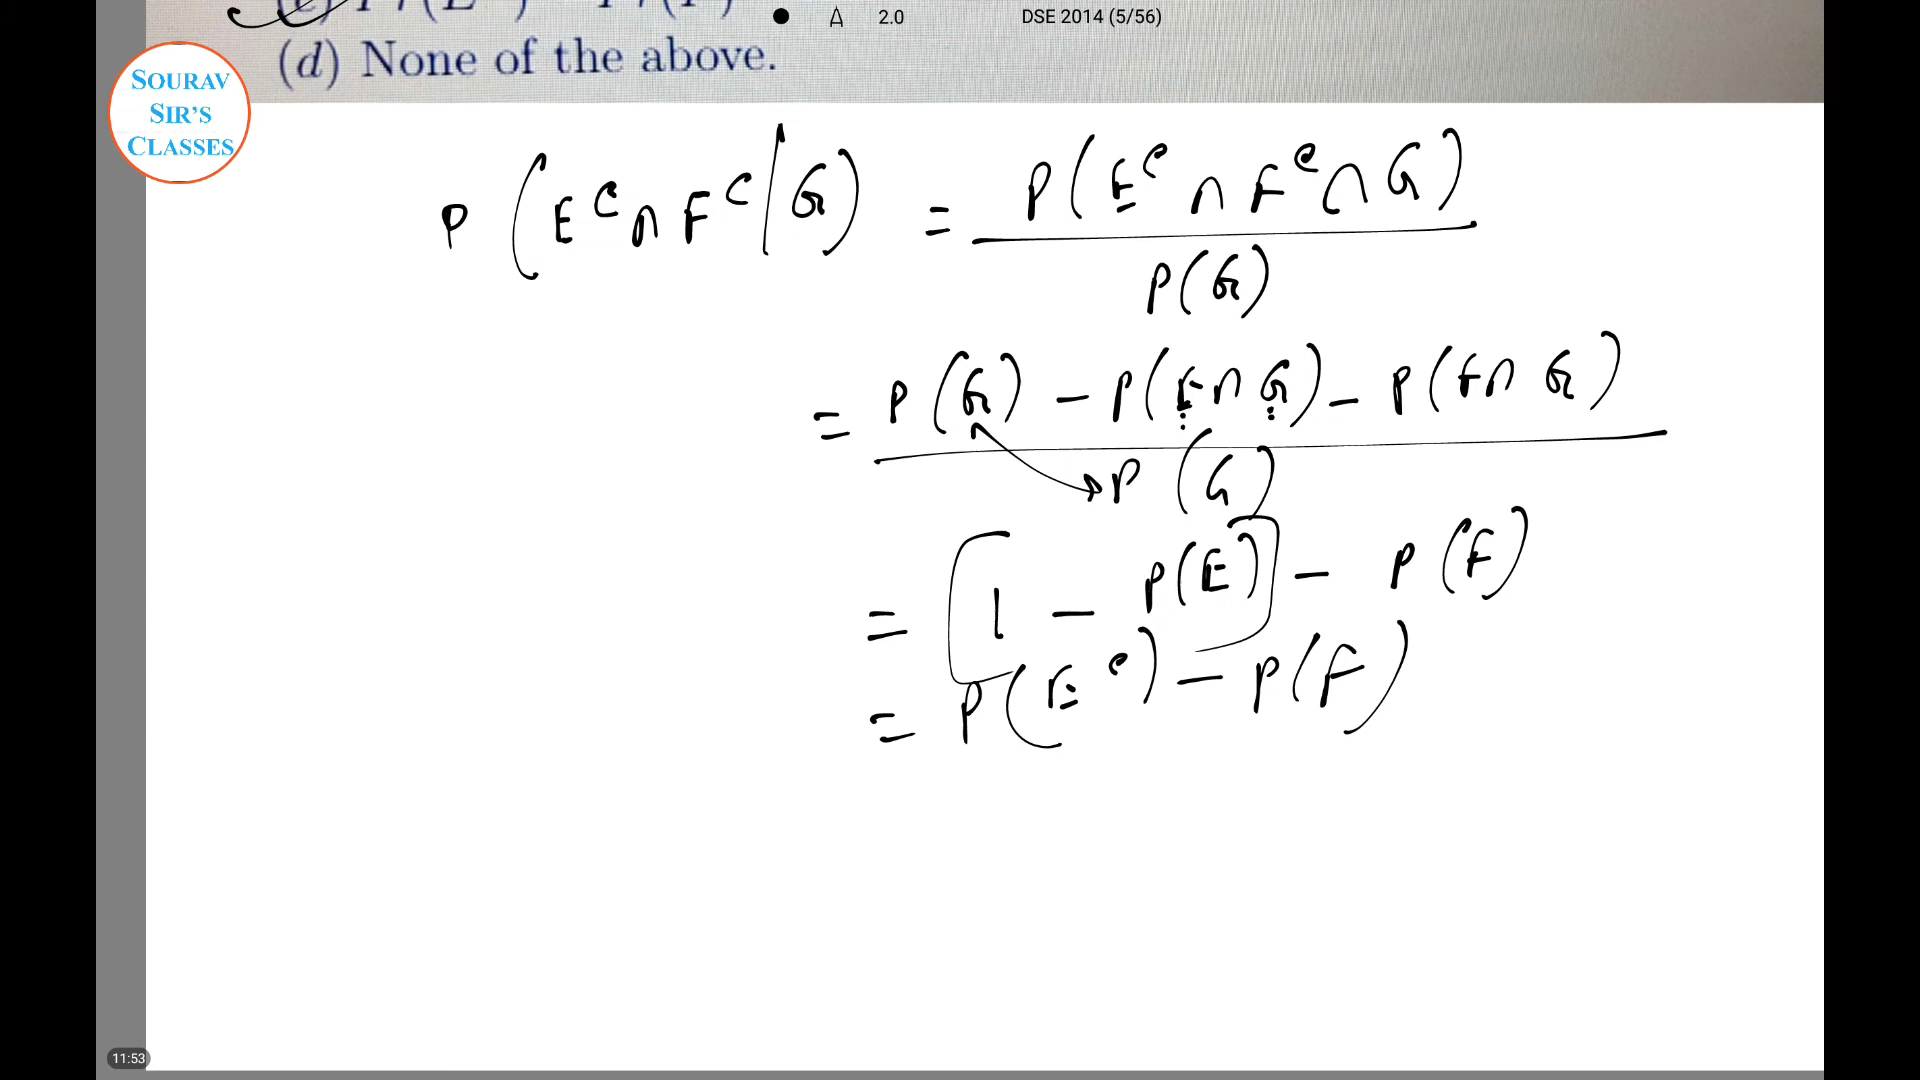 A 2.0 DSE 2014 (5/56)
(d) None of the above.
SOURAV
SIR'S
CLASSES
P (E^c ∩ F^c | G) = P(E^c ∩ F^c ∩ G)
P(G)
= P(G) - P(E ∩ G) - P(F ∩ G)
P (G)
= [1 - P(E)] - P(F)
= P(E^c) - P(F)
11:53